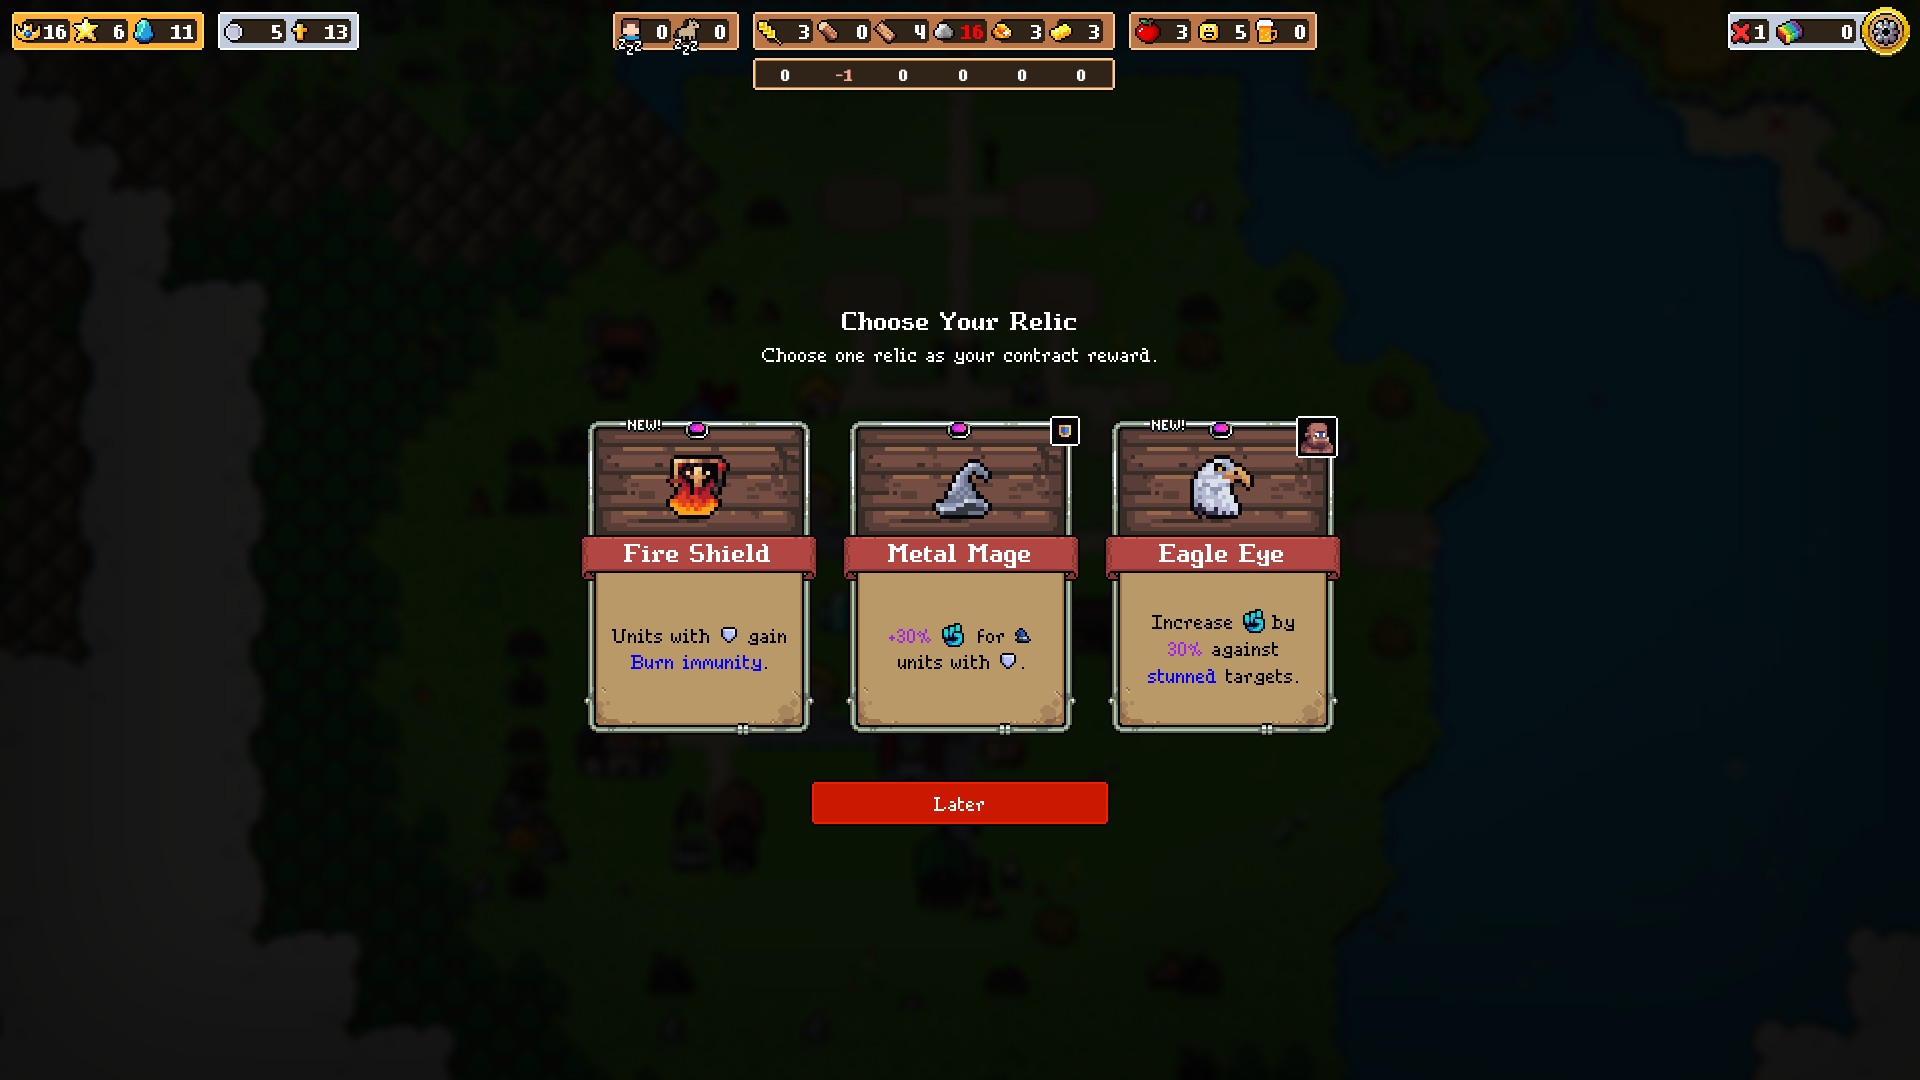 16 6 11 5 13 0 0 3 0 4 16 3 3 3 5 0 1 0
zzz zzz
0 -1 0 0 0 0
Choose Your Relic
Choose one relic as your contract reward.
NEW!
Fire Shield
Units with gain
Burn immunity.
Metal Mage
+30% for
units with .
NEW!
Eagle Eye
Increase by
30% against
stunned targets.
Later